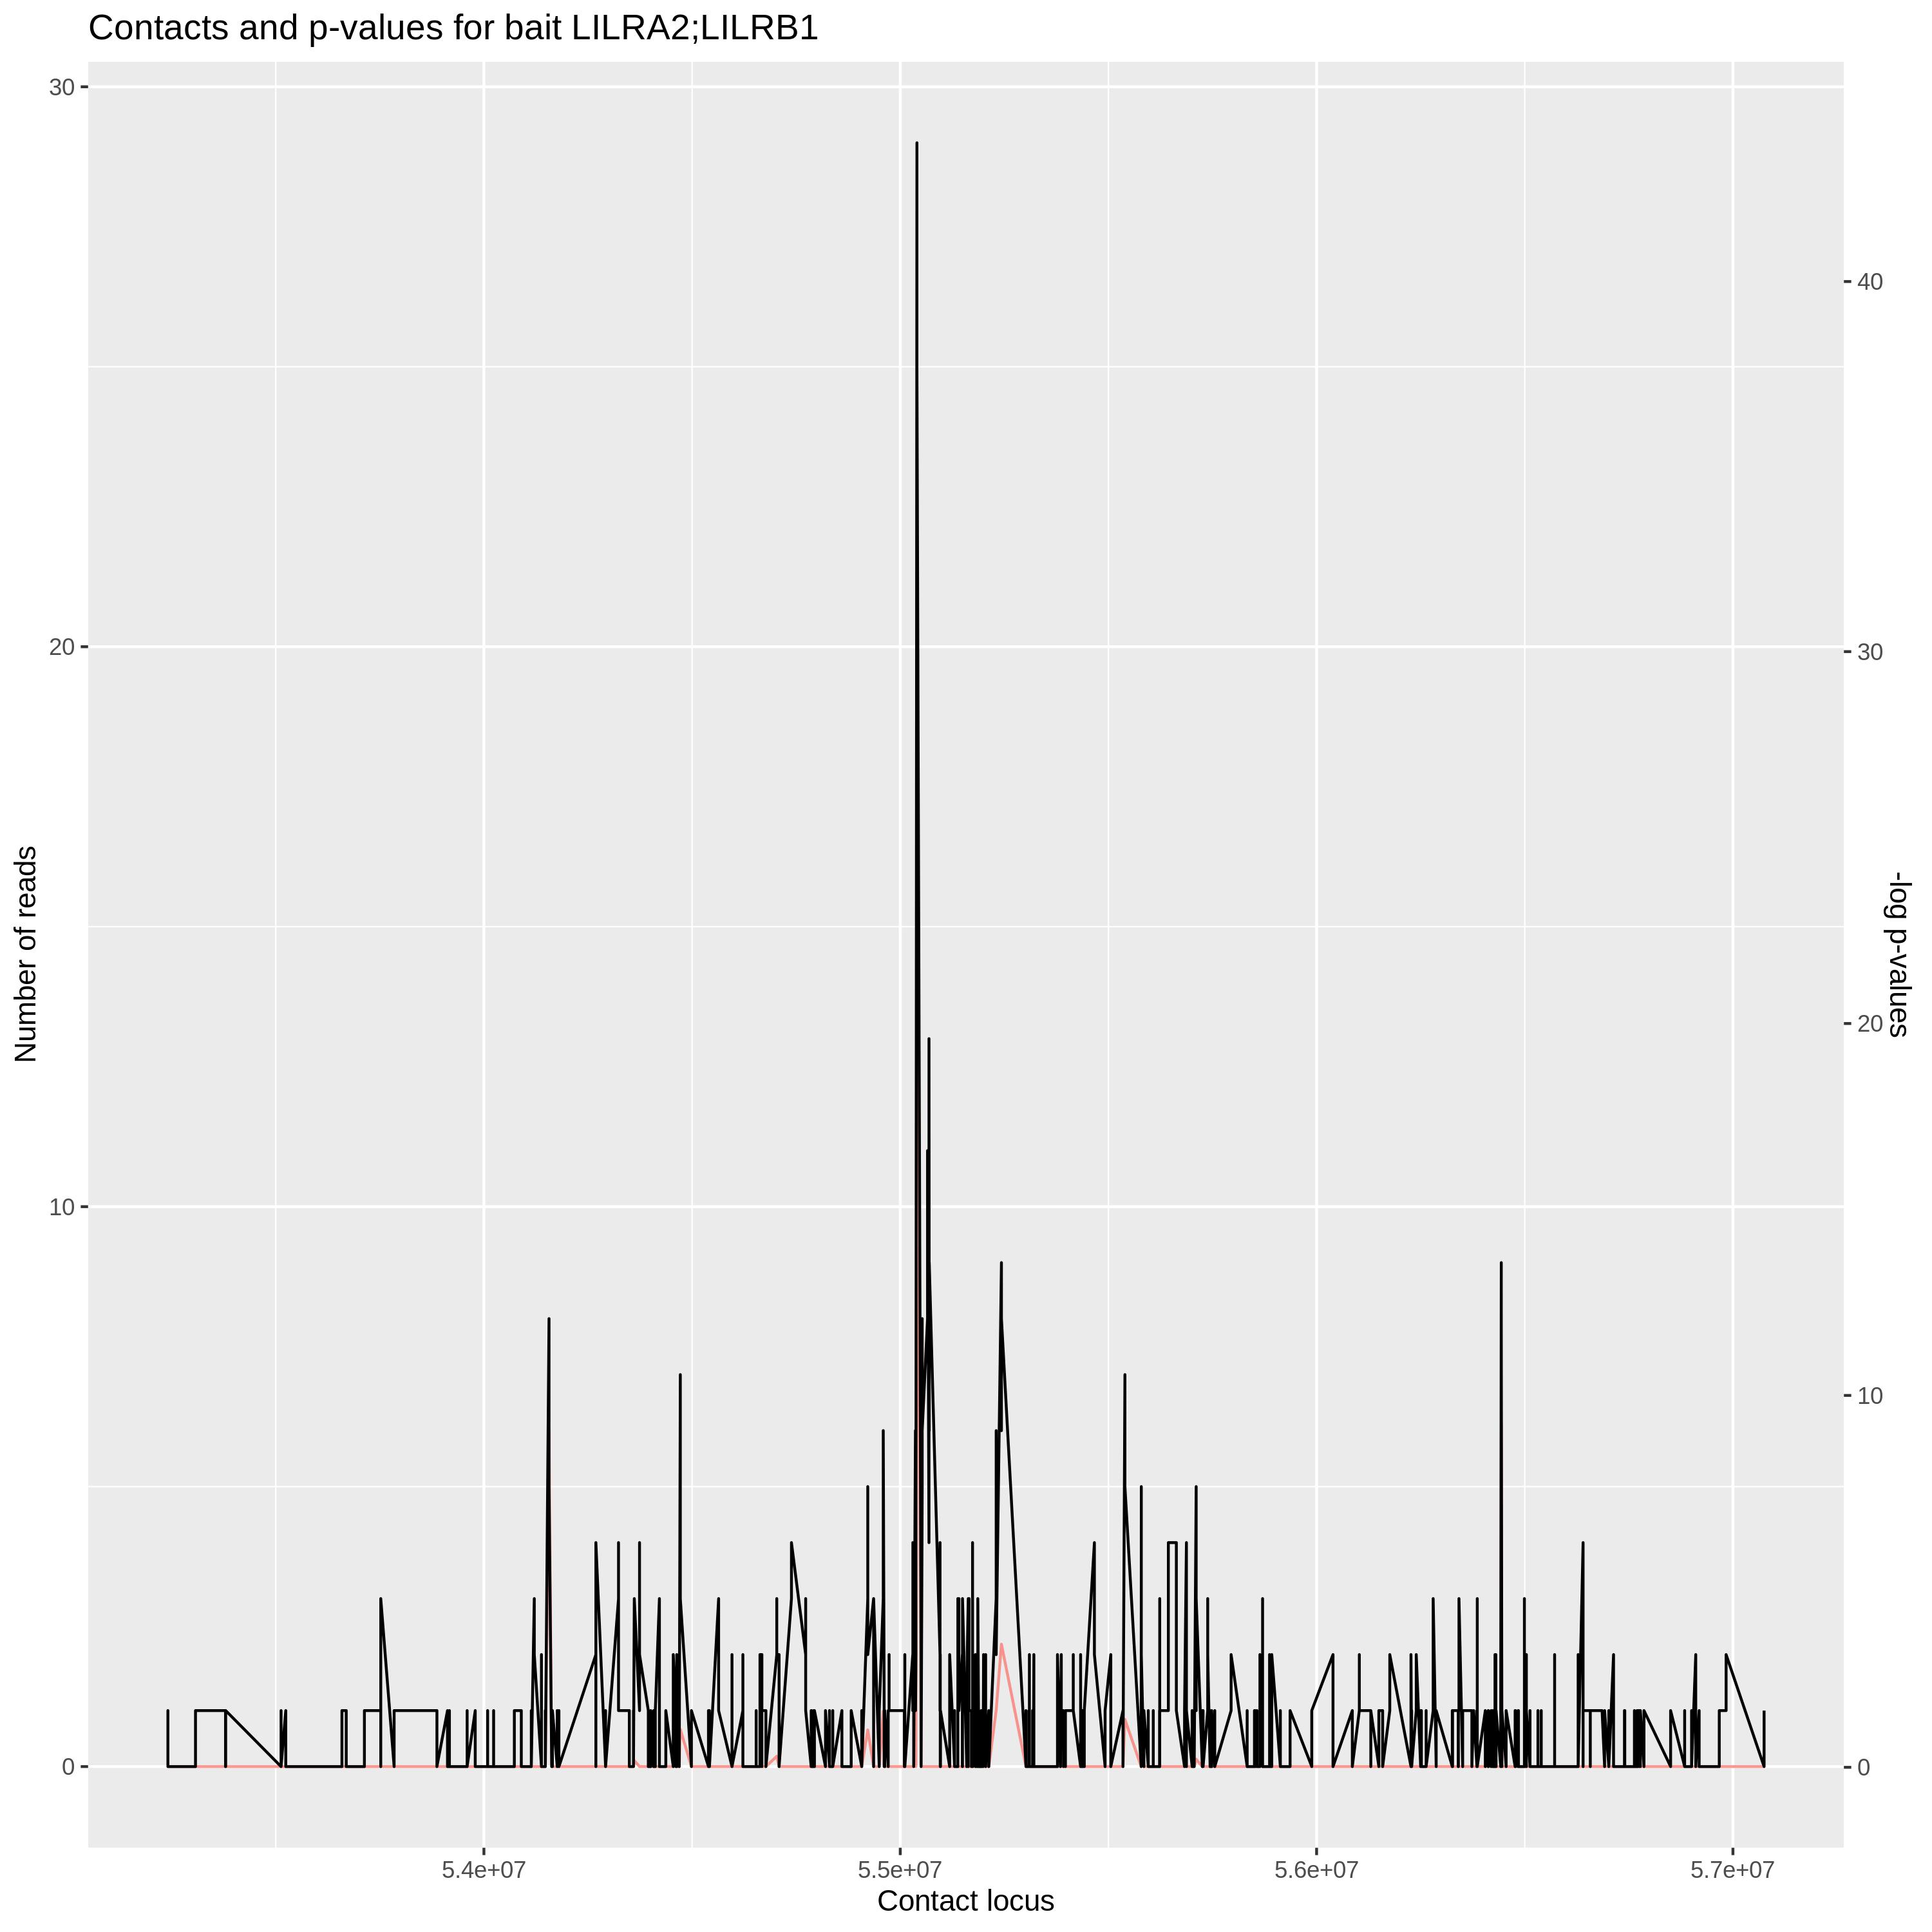 Contacts and p-values for bait LILRA2;LILRB1
30
20
10
0
Number of reads
40
30
20
10
0
-log p-values
5.4e+07
5.5e+07
5.6e+07
5.7e+07
Contact locus